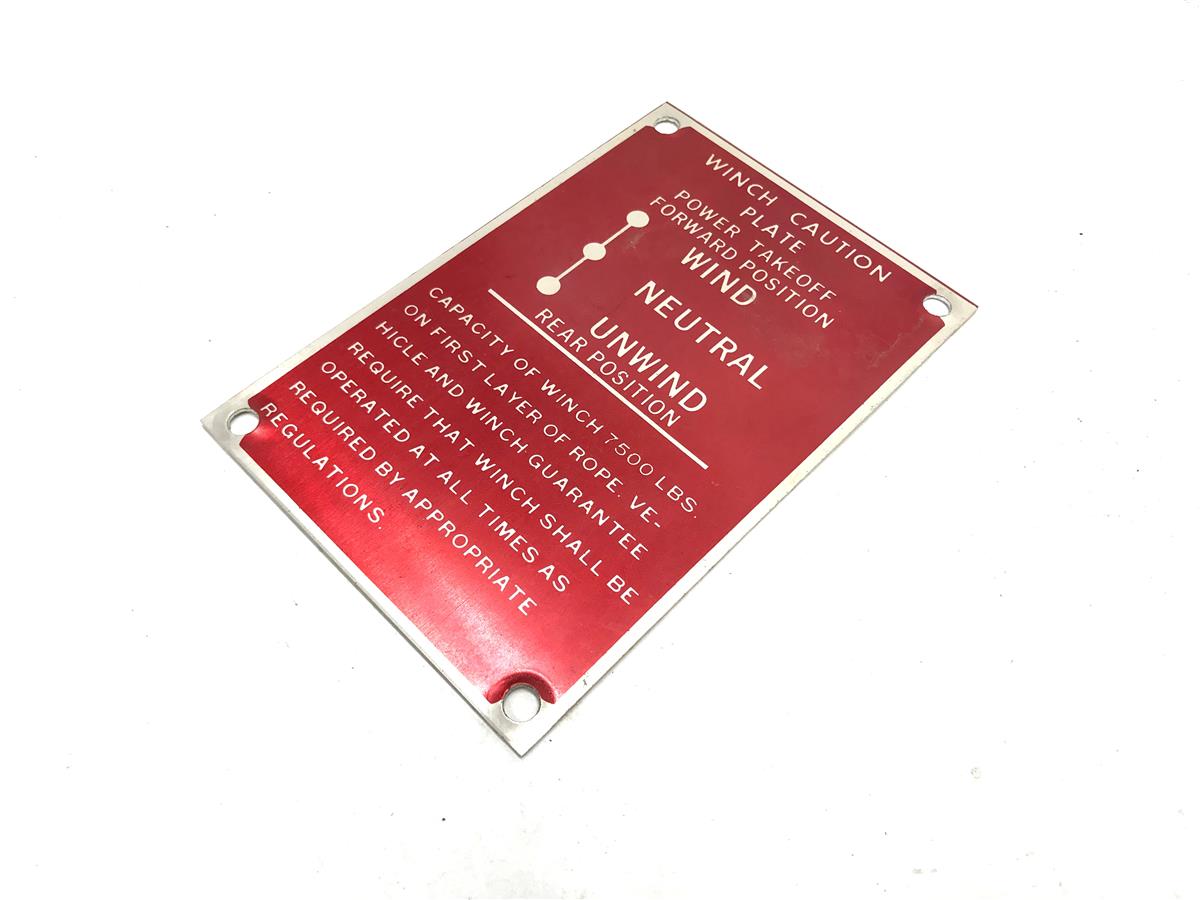 WINCH CAUTION
PLATE
POWER TAKEOFF
FORWARD POSITION
WIND
NEUTRAL
UNWIND
REAR POSITION
CAPACITY OF WINCH 7500 LBS.
ON FIRST LAYER OF ROPE. VE-
HICLE AND WINCH GUARANTEE
REQUIRE THAT WINCH SHALL BE
OPERATED AT ALL TIMES AS
REQUIRED BY APPROPRIATE
REGULATIONS.